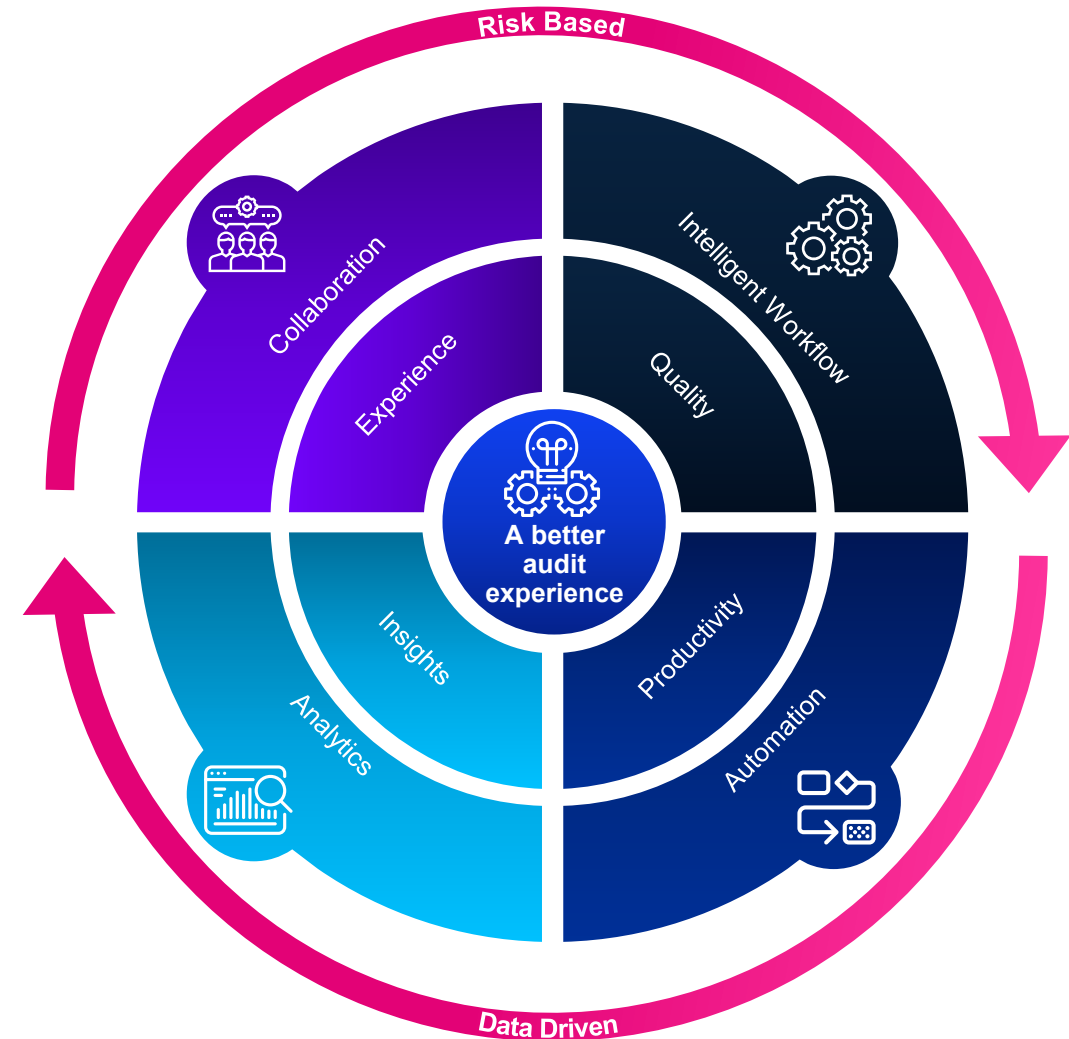 Risk Based
Collaboration
Intelligent Workflow
Experience
Quality
A better
audit
experience
Insights
Productivity
Analytics
Automation
Data Driven